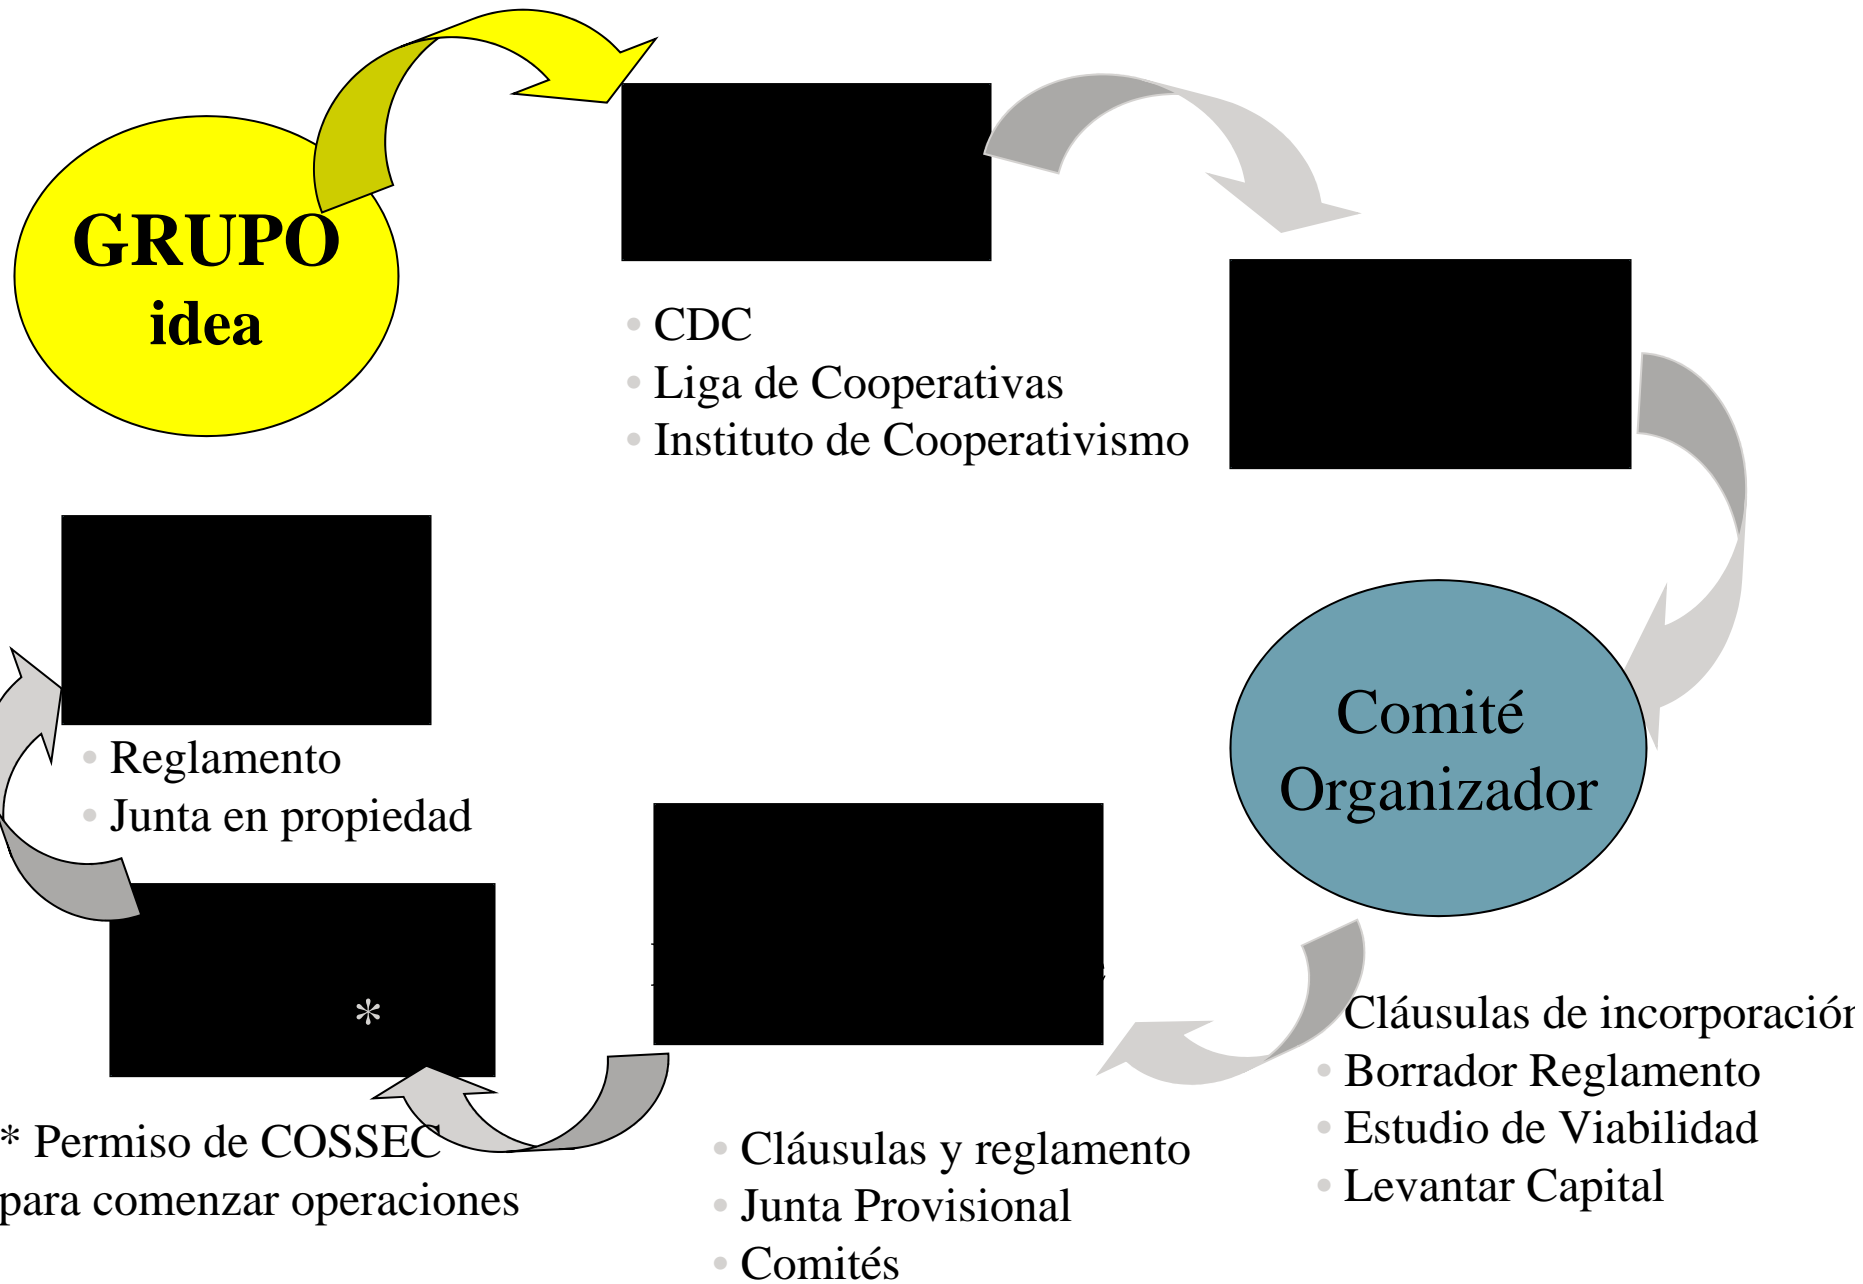 GRUPO
idea
• CDC
• Liga de Cooperativas
• Instituto de Cooperativismo
Comité
Organizador
Cláusulas de incorporación
• Borrador Reglamento
• Estudio de Viabilidad
• Levantar Capital
• Cláusulas y reglamento
• Junta Provisional
• Comités
*
* Permiso de COSSEC
para comenzar operaciones
• Reglamento
• Junta en propiedad